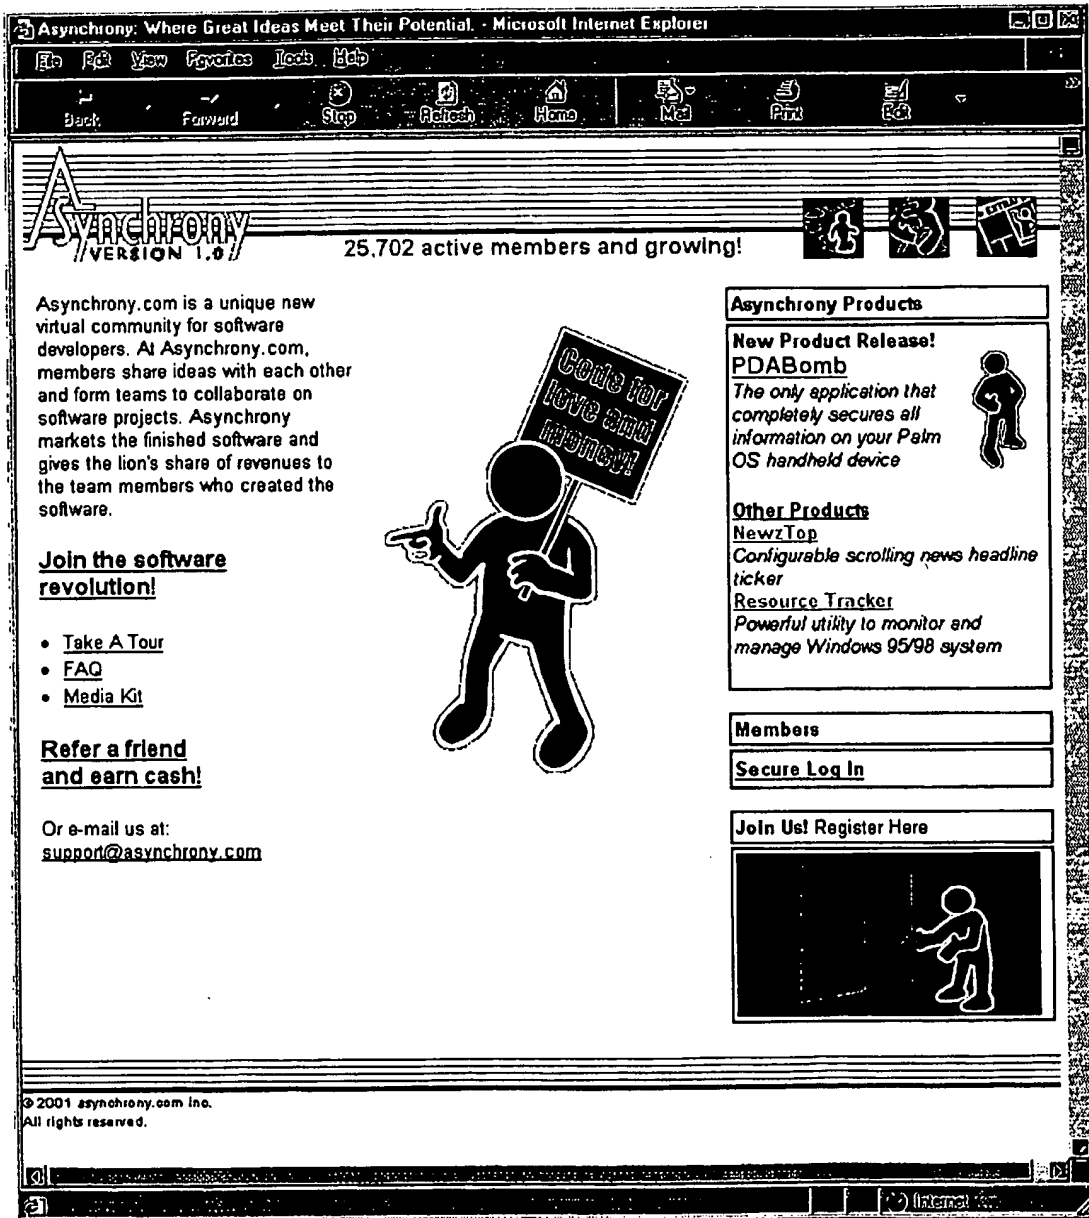 Asynchrony: Where Great Ideas Meet Their Potential. - Microsoft Internet Explorer
File Edit View Favorites Tools Help
Back Forward Stop Refresh Home Mail Print Edit
Asynchrony
//VERSION 1.0//
25,702 active members and growing!
Asynchrony.com is a unique new
virtual community for software
developers. At Asynchrony.com,
members share ideas with each other
and form teams to collaborate on
software projects. Asynchrony
markets the finished software and
gives the lion's share of revenues to
the team members who created the
software.
Join the software
revolution!
• Take A Tour
• FAQ
• Media Kit
Refer a friend
and earn cash!
Or e-mail us at:
support@asynchrony.com
Code for
love and
money!
Asynchrony Products
New Product Release!
PDABomb
The only application that
completely secures all
information on your Palm
OS handheld device
Other Products
NewzTop
Configurable scrolling news headline
ticker
Resource Tracker
Powerful utility to monitor and
manage Windows 95/98 system
Members
Secure Log In
Join Us! Register Here
© 2001 asynchrony.com inc.
All rights reserved.
Internet